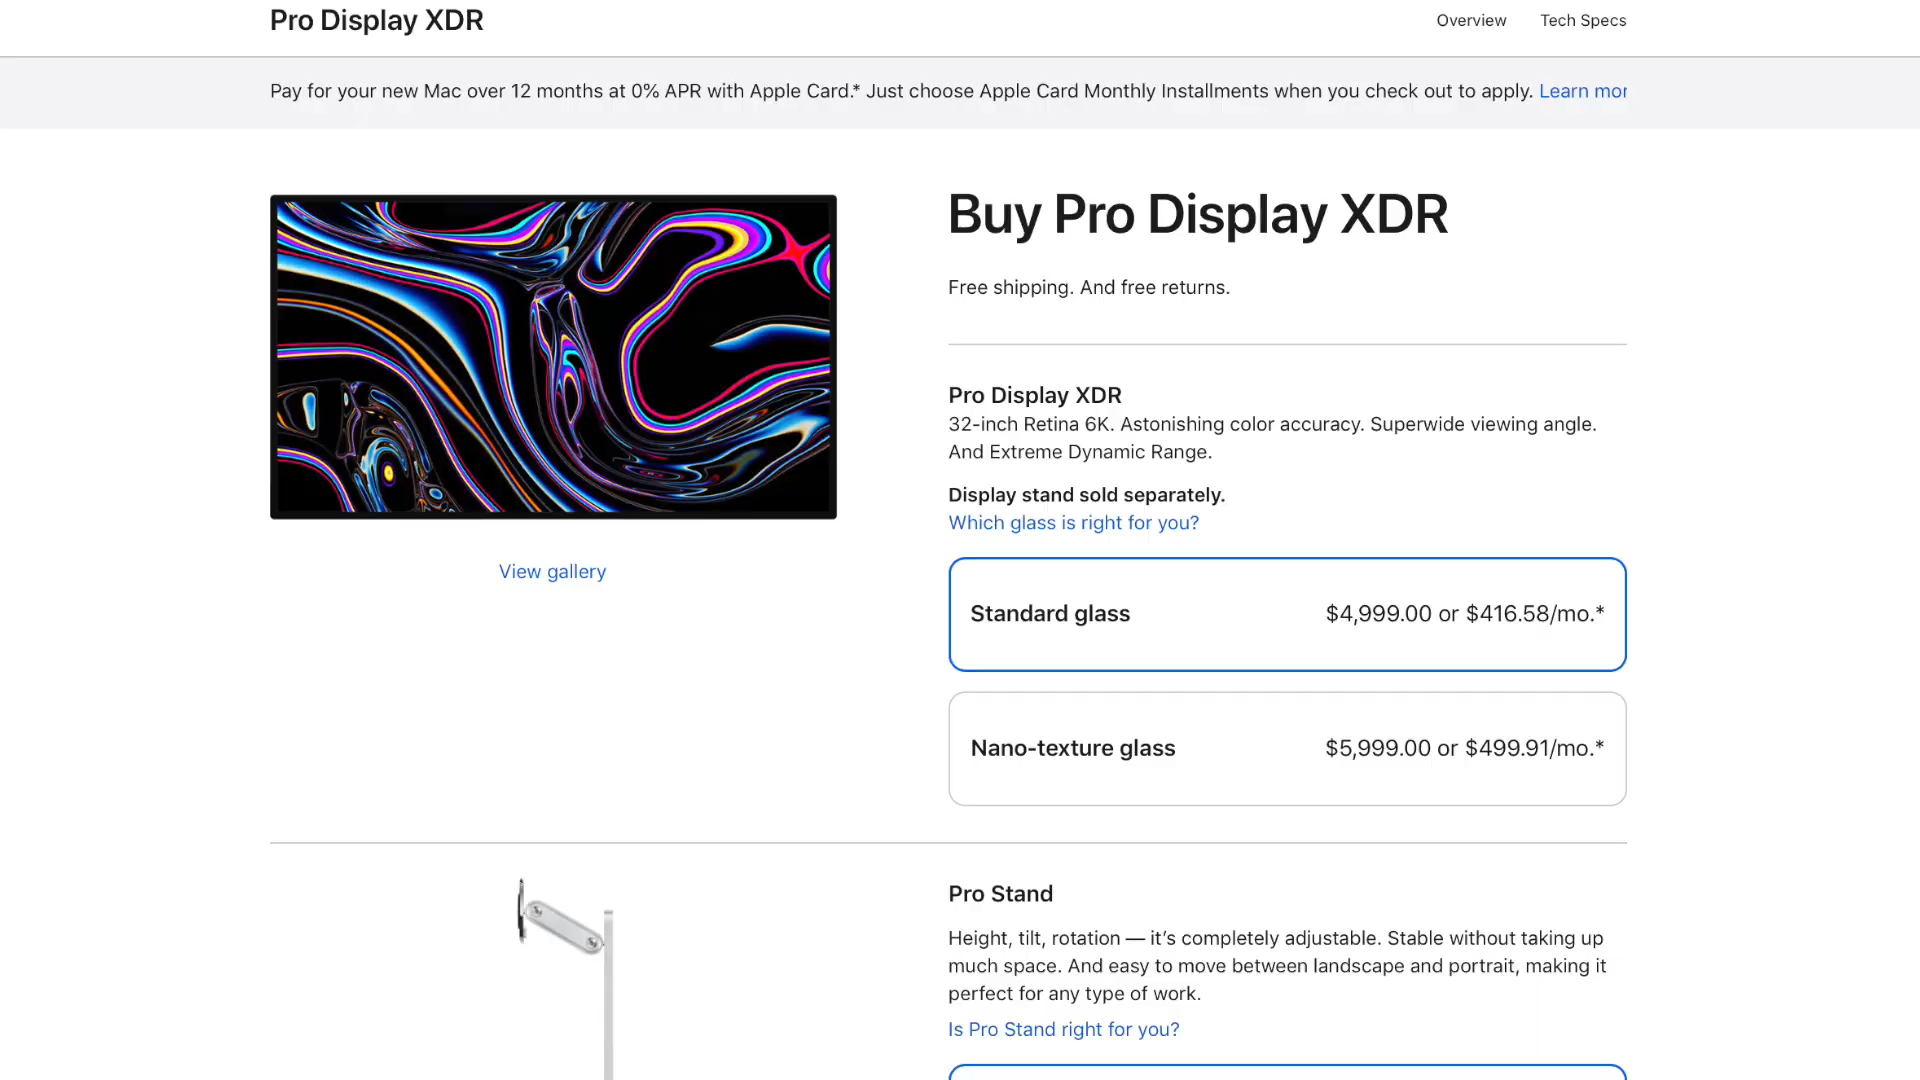 Pro Display XDR
Overview
Tech Specs
Pay for your new Mac over 12 months at 0% APR with Apple Card.* Just choose Apple Card Monthly Installments when you check out to apply. Learn mor
Buy Pro Display XDR
Free shipping. And free returns.
Pro Display XDR
32-inch Retina 6K. Astonishing color accuracy. Superwide viewing angle.
And Extreme Dynamic Range.
Display stand sold separately.
Which glass is right for you?
View gallery
Standard glass
$4,999.00 or $416.58/mo.*
Nano-texture glass
$5,999.00 or $499.91/mo.*
Pro Stand
Height, tilt, rotation — it’s completely adjustable. Stable without taking up
much space. And easy to move between landscape and portrait, making it
perfect for any type of work.
Is Pro Stand right for you?